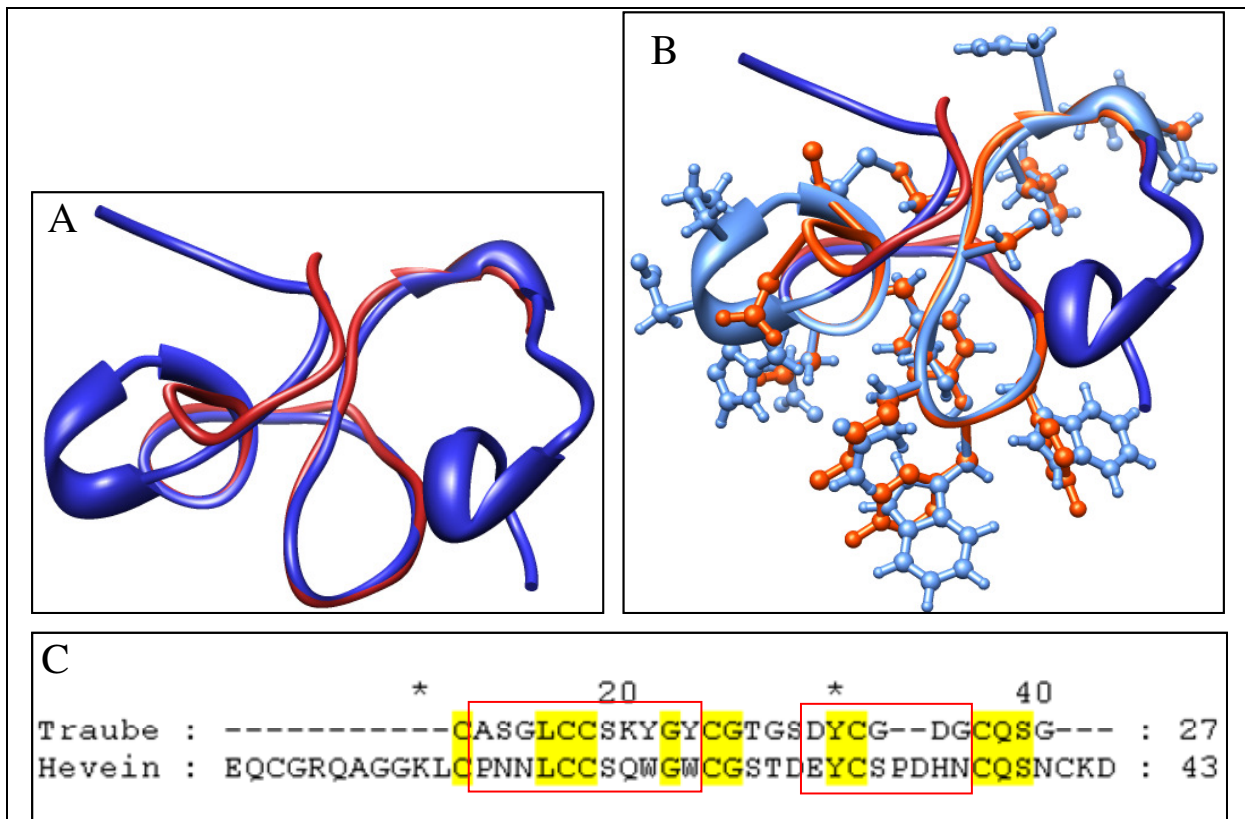 A
B
C
* 20 * 40
Traube : -----------CASGLCCSKYGYCGTGSDYCG--DGCQSG--- : 27
Hevein : EQCGRQAGGKLCPNNLCCSQWGWCGSTDEYCSPDHNCQSNCKD : 43